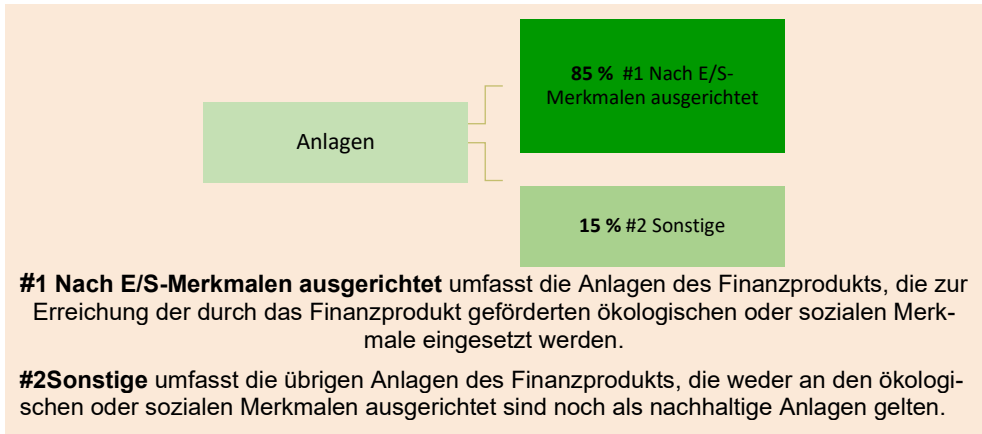 85 % #1 Nach E/S-
Merkmalen ausgerichtet
Anlagen
15 % #2 Sonstige
#1 Nach E/S-Merkmalen ausgerichtet umfasst die Anlagen des Finanzprodukts, die zur
Erreichung der durch das Finanzprodukt geförderten ökologischen oder sozialen Merk-
male eingesetzt werden.
#2Sonstige umfasst die übrigen Anlagen des Finanzprodukts, die weder an den ökologi-
schen oder sozialen Merkmalen ausgerichtet sind noch als nachhaltige Anlagen gelten.